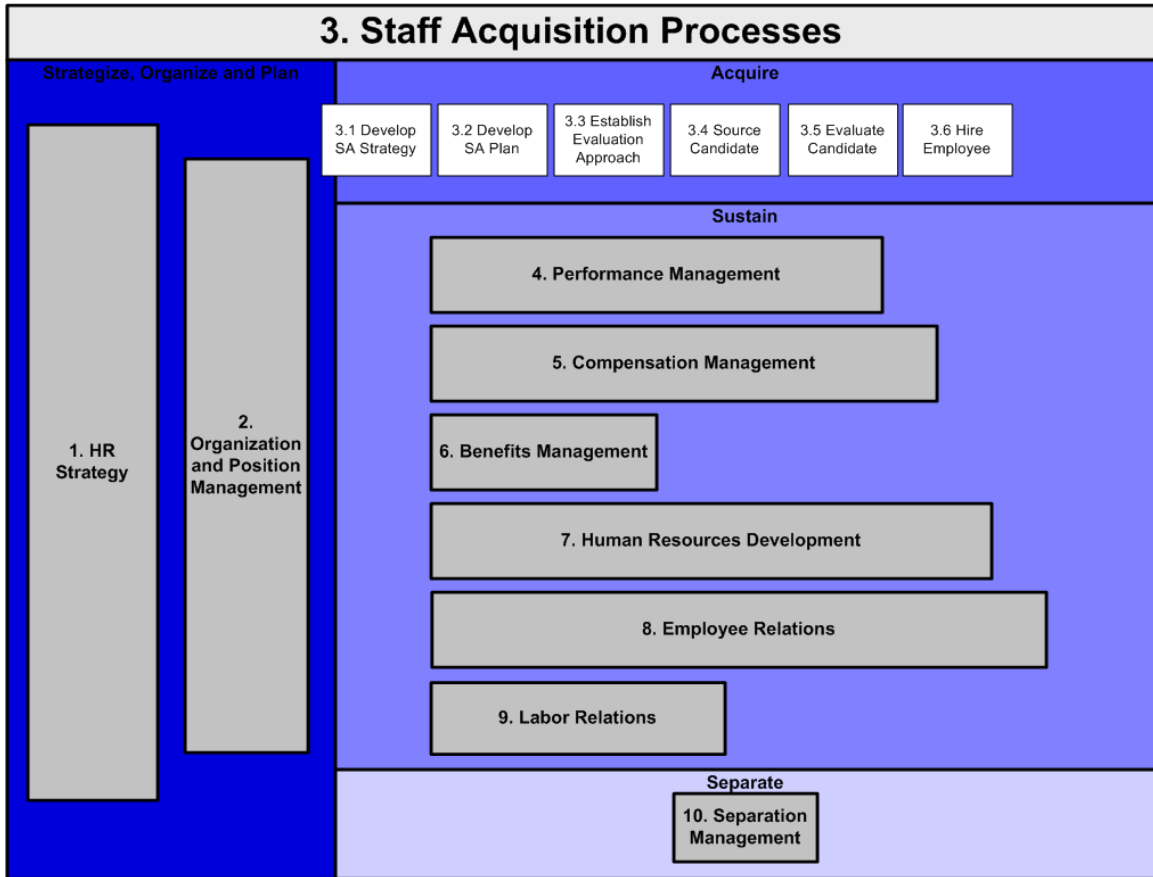 3. Staff Acquisition Processes
Strategize, Organize and Plan
Acquire
3.1 Develop
SA Strategy
3.2 Develop
SA Plan
3.3 Establish
Evaluation
Approach
3.4 Source
Candidate
3.5 Evaluate
Candidate
3.6 Hire
Employee
1. HR
Strategy
2.
Organization
and Position
Management
Sustain
4. Performance Management
5. Compensation Management
6. Benefits Management
7. Human Resources Development
8. Employee Relations
9. Labor Relations
Separate
10. Separation
Management